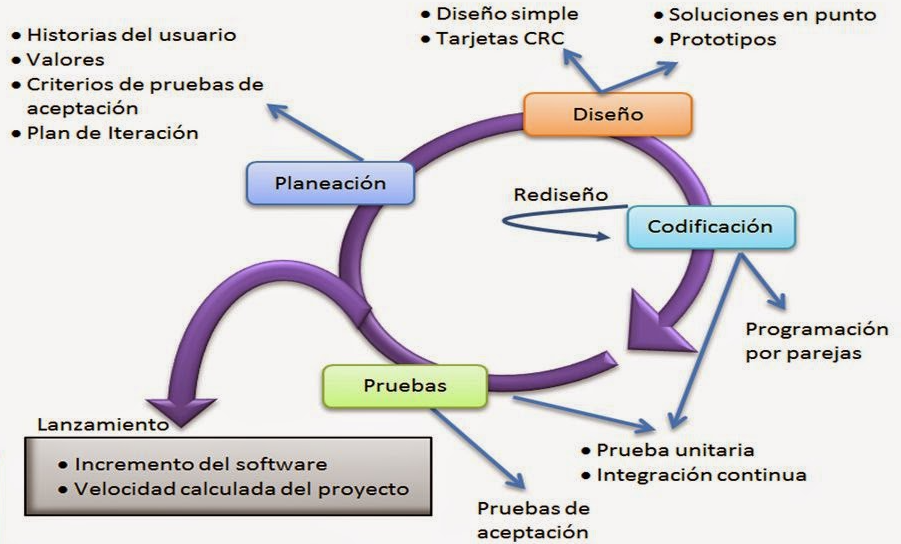 • Historias del usuario
• Valores
• Criterios de pruebas de
aceptación
• Plan de Iteración
• Diseño simple
• Tarjetas CRC
• Soluciones en punto
• Prototipos
Diseño
Planeación
Rediseño
Codificación
Programación
por parejas
Pruebas
Lanzamiento
• Incremento del software
• Velocidad calculada del proyecto
• Prueba unitaria
• Integración continua
Pruebas de
aceptación